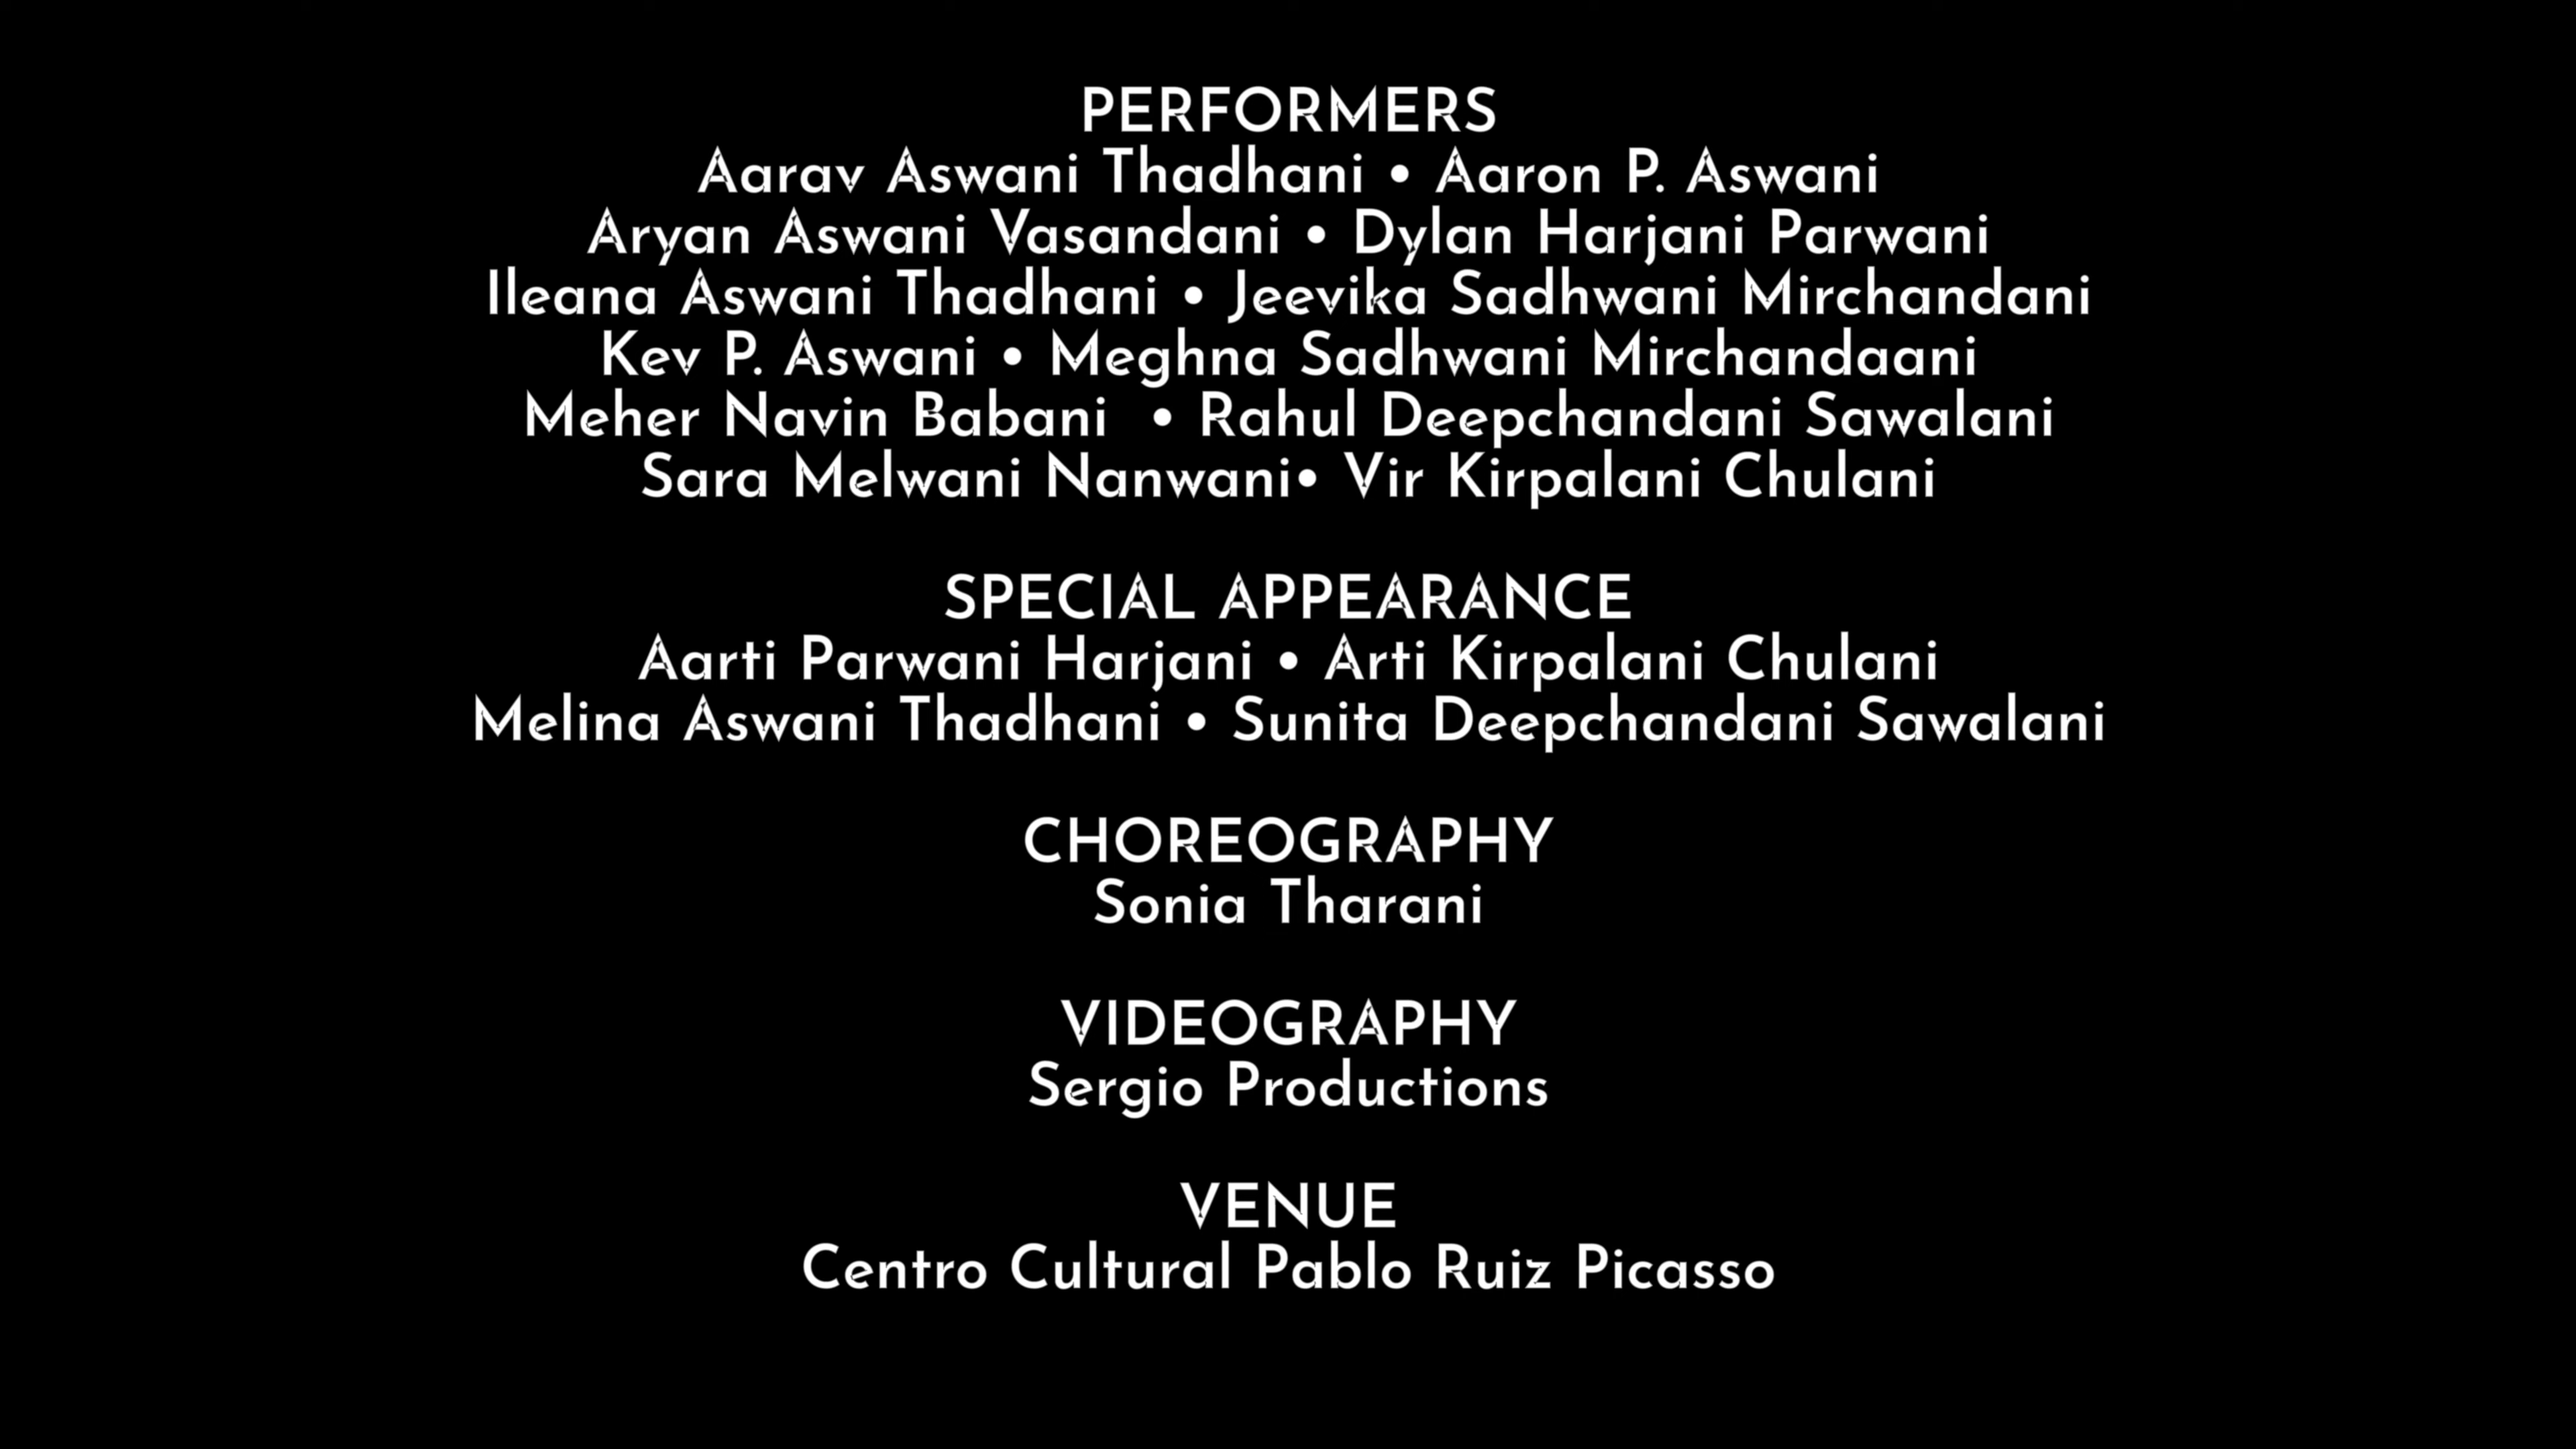 PERFORMERS
Aarav Aswani Thadhani • Aaron P. Aswani
Aryan Aswani Vasandani • Dylan Harjani Parwani
Ileana Aswani Thadhani • Jeevika Sadhwani Mirchandani
Kev P. Aswani • Meghna Sadhwani Mirchandaani
Meher Navin Babani • Rahul Deepchandani Sawalani
Sara Melwani Nanwani• Vir Kirpalani Chulani
SPECIAL APPEARANCE
Aarti Parwani Harjani • Arti Kirpalani Chulani
Melina Aswani Thadhani • Sunita Deepchandani Sawalani
CHOREOGRAPHY
Sonia Tharani
VIDEOGRAPHY
Sergio Productions
VENUE
Centro Cultural Pablo Ruiz Picasso